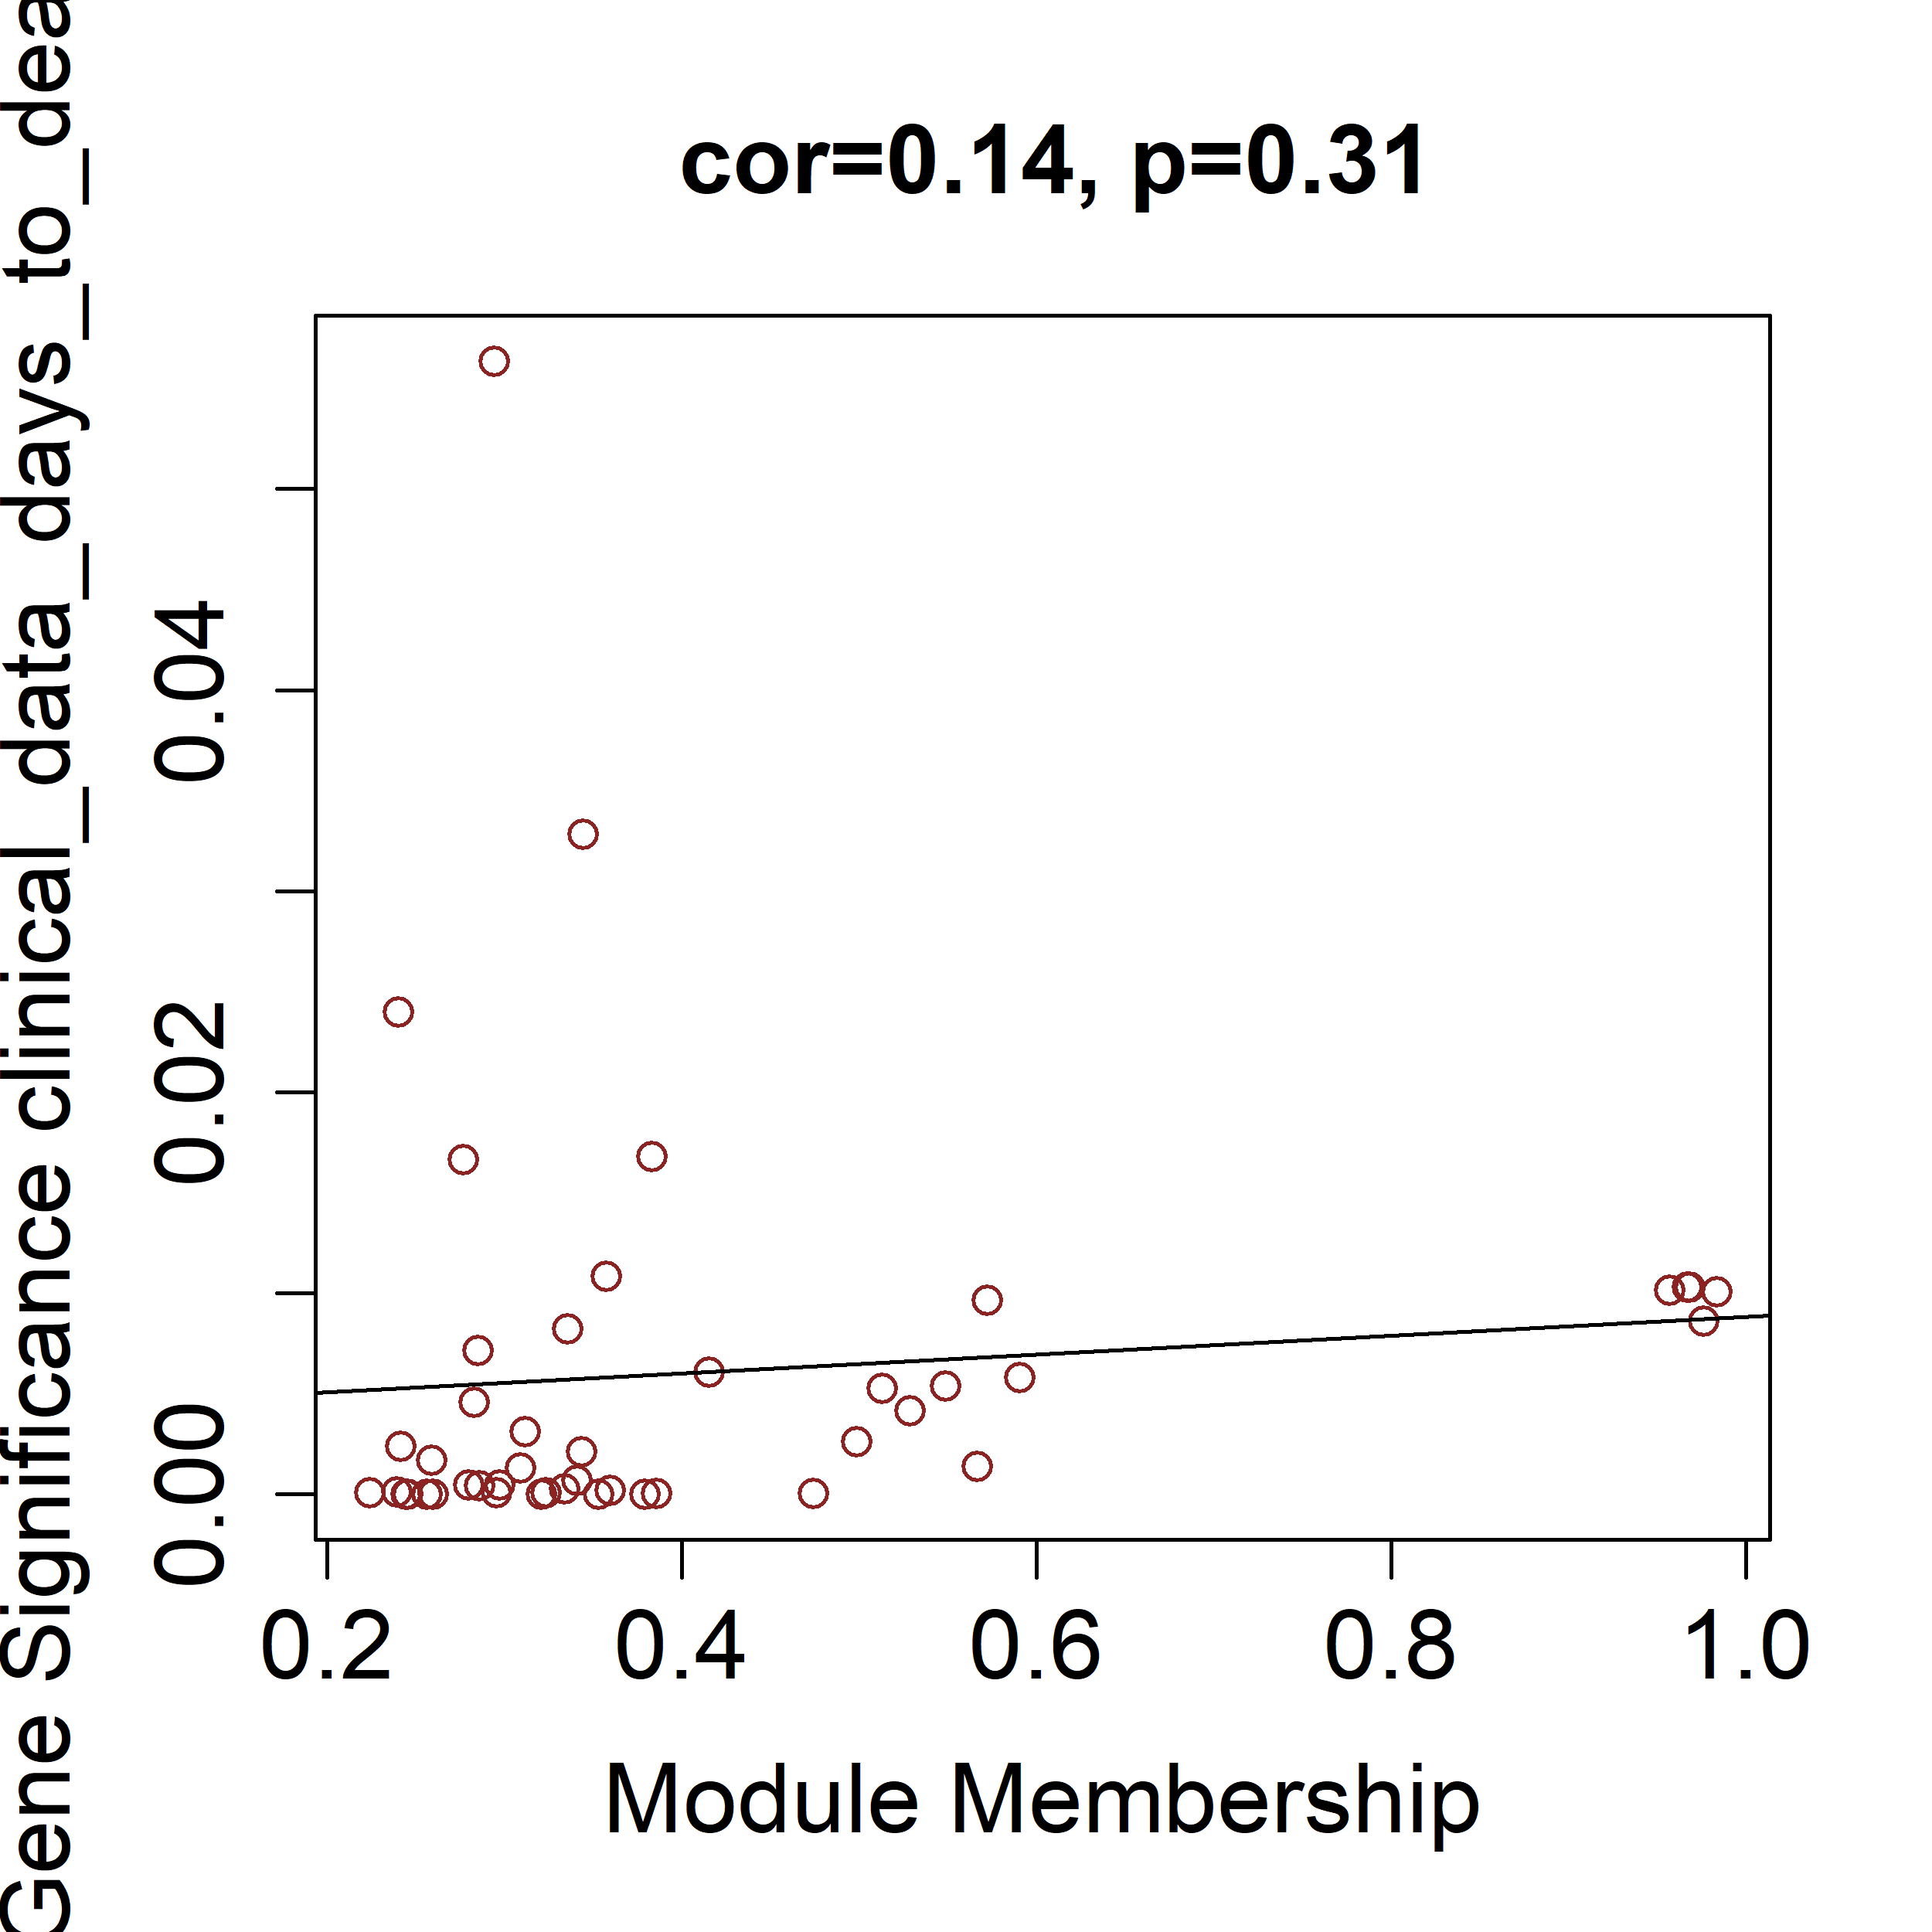 cor=0.14, p=0.31
Gene Significance clinical_data_days_to_dea
0.04
0.02
0.00
0.2 0.4 0.6 0.8 1.0
Module Membership